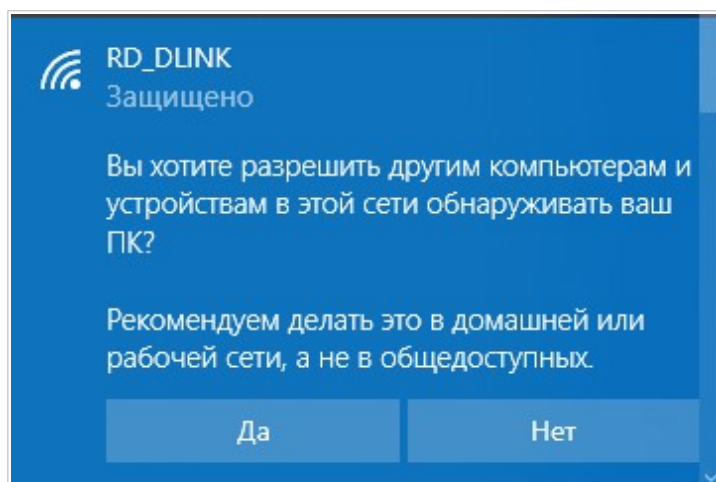 RD_DLINK
Защищено
Вы хотите разрешить другим компьютерам и
устройствам в этой сети обнаруживать ваш
ПК?
Рекомендуем делать это в домашней или
рабочей сети, а не в общедоступных.
Да
Нет